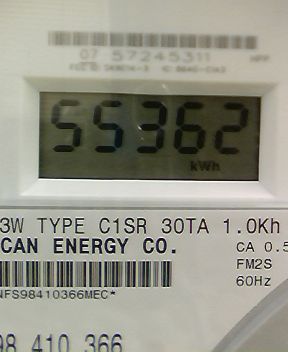 07 57245311
55362
kWh
3W TYPE C1SR 30TA 1.0Kh
CAN ENERGY CO.
CA 0.5
FM2S
60Hz
NFS98410366MEC*
98 410 366